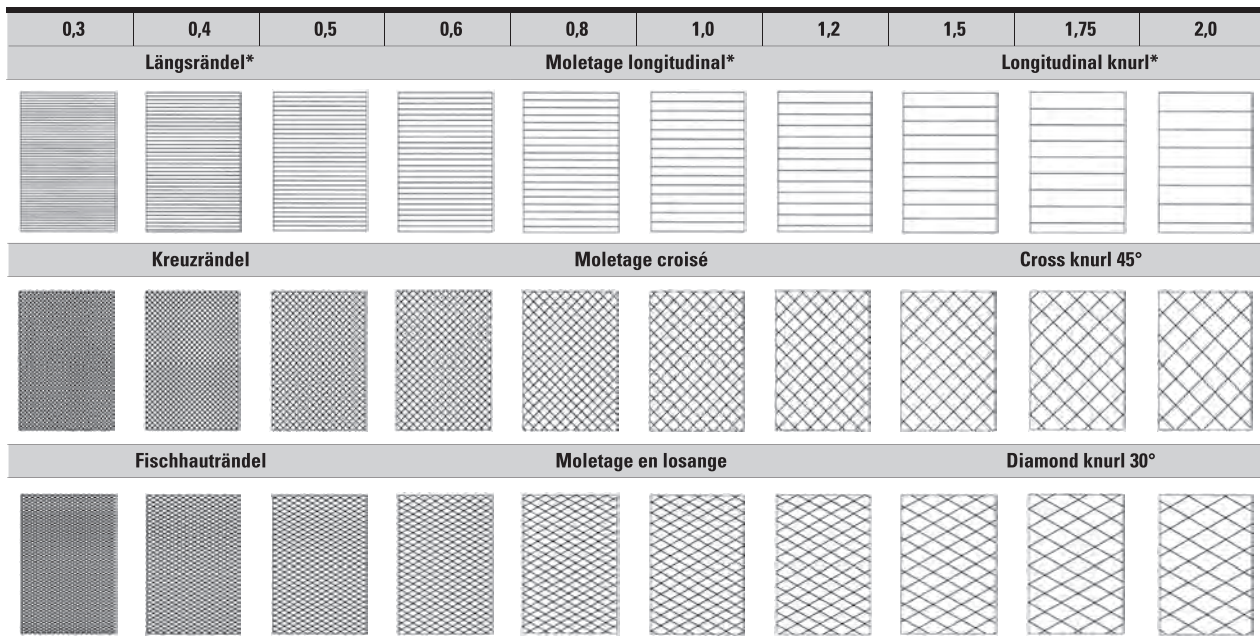 0,3 0,4 0,5 0,6 0,8 1,0 1,2 1,5 1,75 2,0
Längsrändel* Moletage longitudinal* Longitudinal knurl*
Kreuzrändel Moletage croisé Cross knurl 45°
Fischhauträndel Moletage en losange Diamond knurl 30°